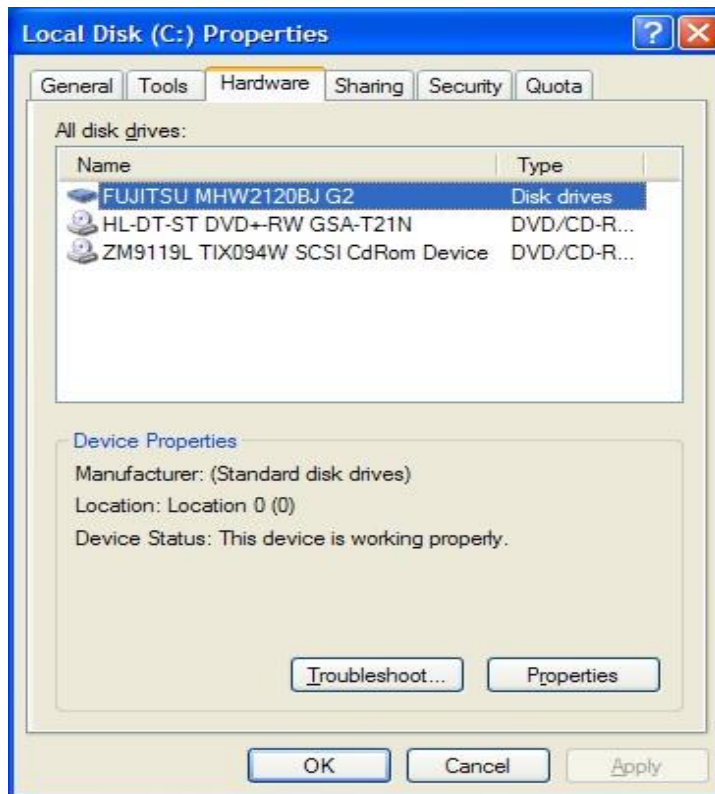 Local Disk (C:) Properties
General Tools Hardware Sharing Security Quota
All disk drives:
Name Type
FUJITSU MHW2120BJ G2 Disk drives
HL-DT-ST DVD+-RW GSA-T21N DVD/CD-R...
ZM9119L TIX094W SCSI CdRom Device DVD/CD-R...
Device Properties
Manufacturer: (Standard disk drives)
Location: Location 0 (0)
Device Status: This device is working properly.
Troubleshoot... Properties
OK Cancel Apply